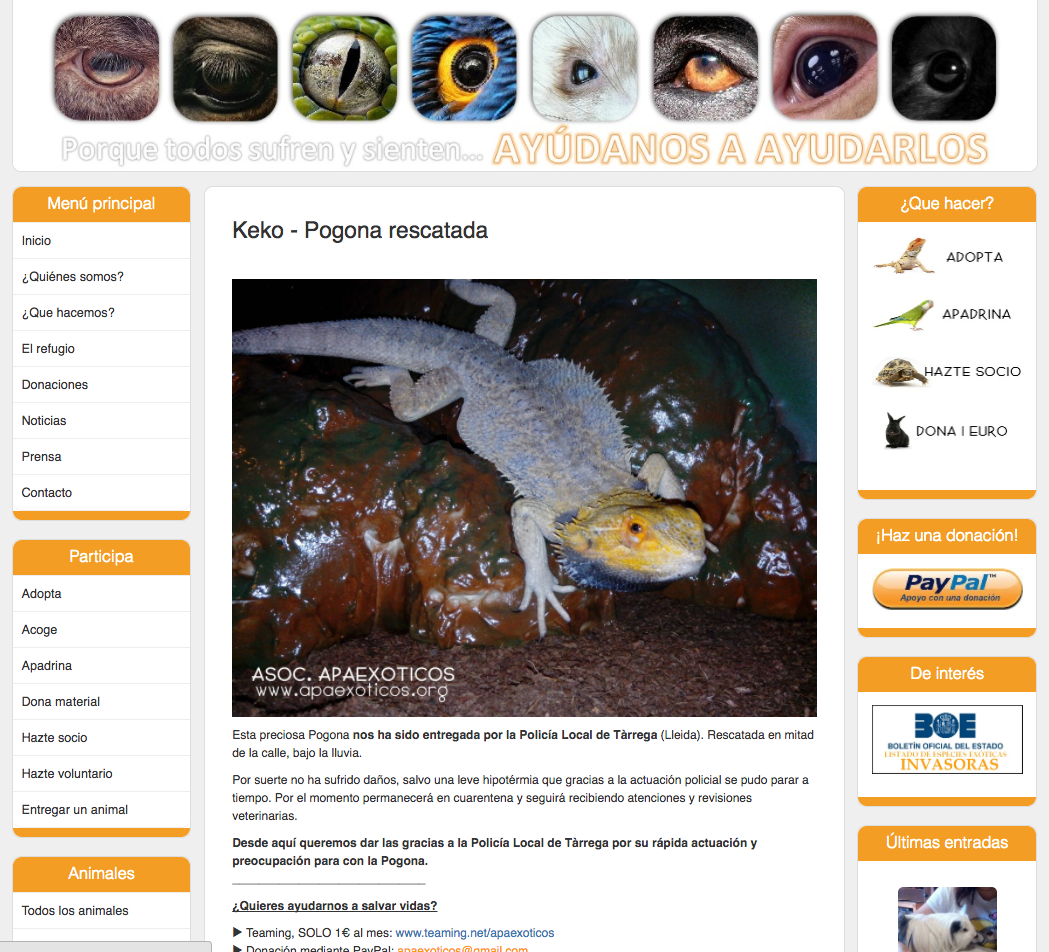 Porque todos sufren y sienten... AYÚDANOS A AYUDARLOS
Menú principal
Inicio
¿Quiénes somos?
¿Que hacemos?
El refugio
Donaciones
Noticias
Prensa
Contacto
Participa
Adopta
Acoge
Apadrina
Dona material
Hazte socio
Hazte voluntario
Entregar un animal
Animales
Todos los animales
Keko - Pogona rescatada
ASOC. APAEXOTICOS
www.apaexoticos.org
Esta preciosa Pogona nos ha sido entregada por la Policía Local de Tàrrega (Lleida). Rescatada en mitad
de la calle, bajo la lluvia.
Por suerte no ha sufrido daños, salvo una leve hipotérmia que gracias a la actuación policial se pudo parar a
tiempo. Por el momento permanecerá en cuarentena y seguirá recibiendo atenciones y revisiones
veterinarias.
Desde aquí queremos dar las gracias a la Policía Local de Tàrrega por su rápida actuación y
preocupación para con la Pogona.
¿Quieres ayudarnos a salvar vidas?
▶ Teaming, SOLO 1€ al mes: www.teaming.net/apaexoticos
▶ Donación mediante PayPal: apaexoticos@gmail.com
¿Que hacer?
ADOPTA
APADRINA
HAZTE SOCIO
DONA 1 EURO
¡Haz una donación!
PayPal™
Apoyo con una donación
De interés
BOE
BOLETÍN OFICIAL DEL ESTADO
LISTADO DE ESPECIES EXÓTICAS
INVASORAS
Últimas entradas